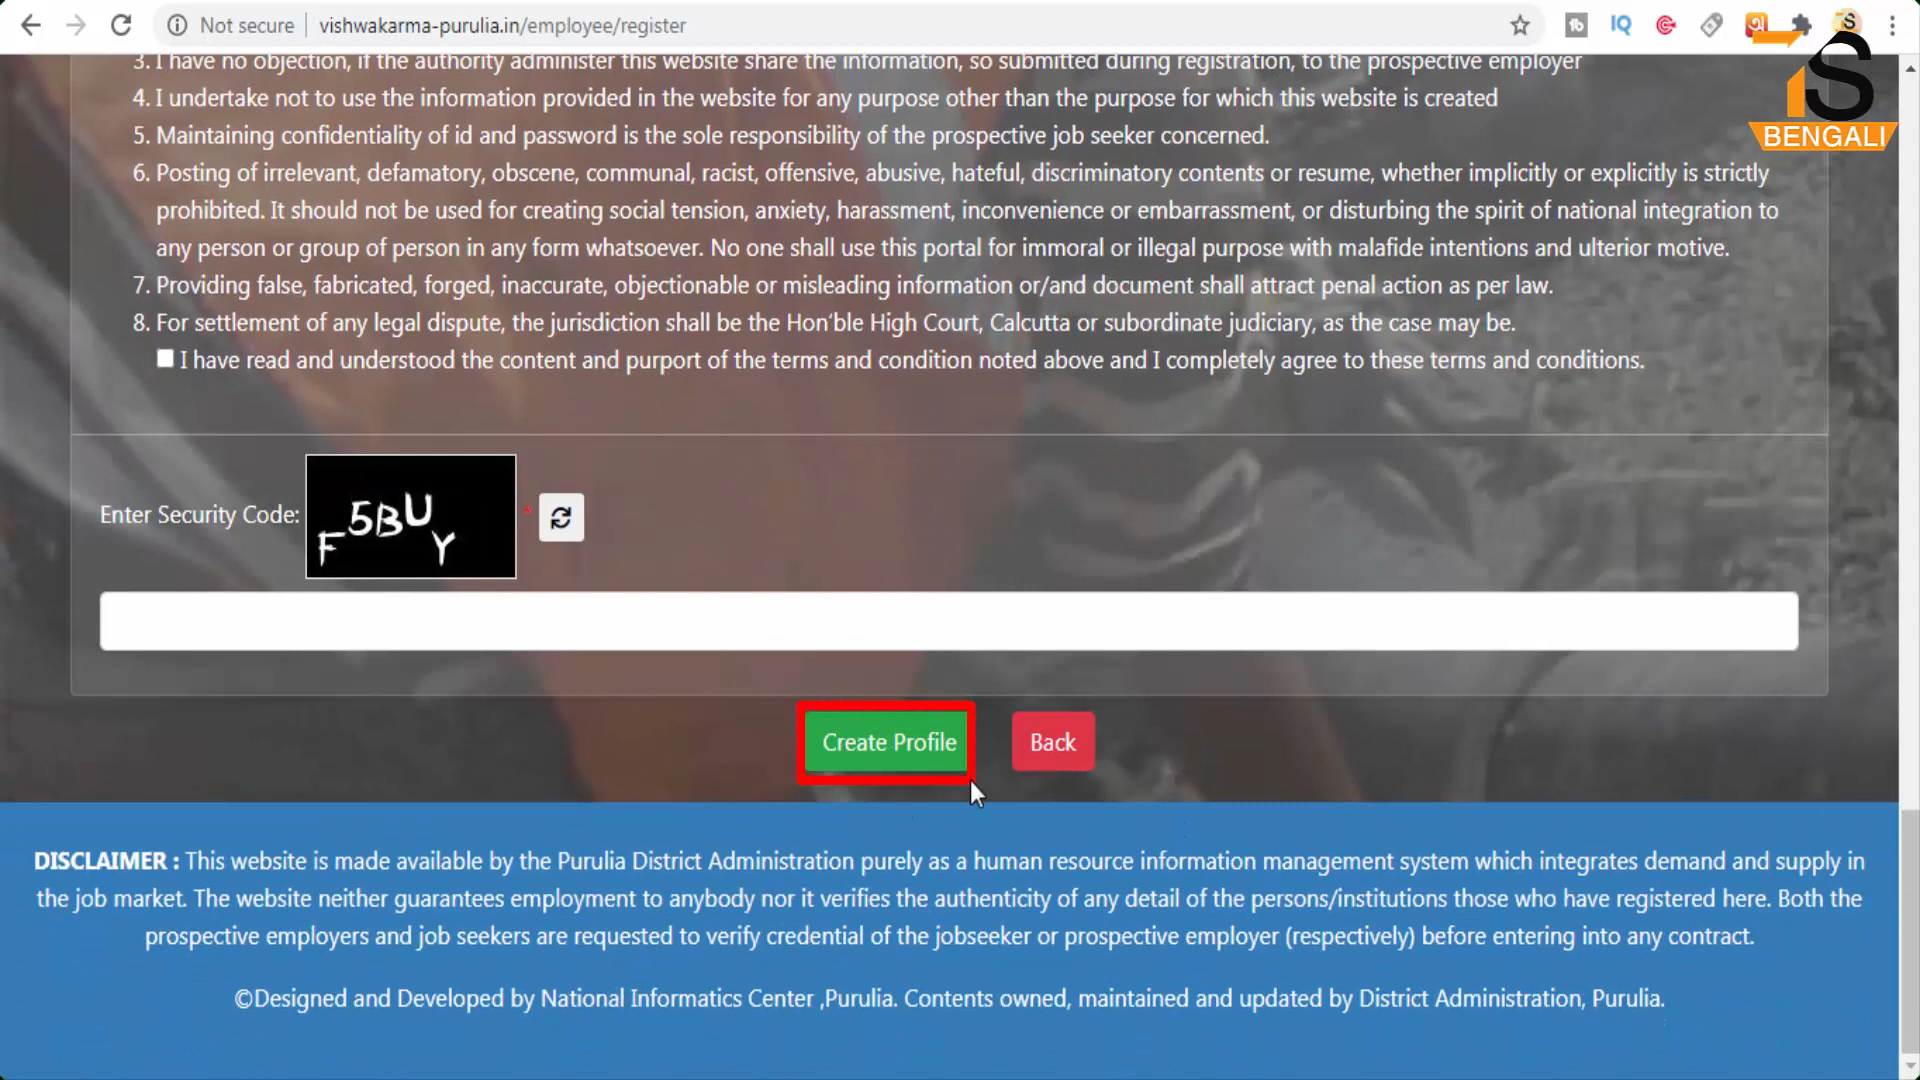 Not secure | vishwakarma-purulia.in/employee/register
3. I have no objection, if the authority administer this website share the information, so submitted during registration, to the prospective employer
4. I undertake not to use the information provided in the website for any purpose other than the purpose for which this website is created
5. Maintaining confidentiality of id and password is the sole responsibility of the prospective job seeker concerned.
6. Posting of irrelevant, defamatory, obscene, communal, racist, offensive, abusive, hateful, discriminatory contents or resume, whether implicitly or explicitly is strictly
prohibited. It should not be used for creating social tension, anxiety, harassment, inconvenience or embarrassment, or disturbing the spirit of national integration to
any person or group of person in any form whatsoever. No one shall use this portal for immoral or illegal purpose with malafide intentions and ulterior motive.
7. Providing false, fabricated, forged, inaccurate, objectionable or misleading information or/and document shall attract penal action as per law.
8. For settlement of any legal dispute, the jurisdiction shall be the Hon‘ble High Court, Calcutta or subordinate judiciary, as the case may be.
I have read and understood the content and purport of the terms and condition noted above and I completely agree to these terms and conditions.
Enter Security Code: F5BUY *
Create Profile Back
DISCLAIMER : This website is made available by the Purulia District Administration purely as a human resource information management system which integrates demand and supply in
the job market. The website neither guarantees employment to anybody nor it verifies the authenticity of any detail of the persons/institutions those who have registered here. Both the
prospective employers and job seekers are requested to verify credential of the jobseeker or prospective employer (respectively) before entering into any contract.
©Designed and Developed by National Informatics Center ,Purulia. Contents owned, maintained and updated by District Administration, Purulia.
IQ
S
BENGALI